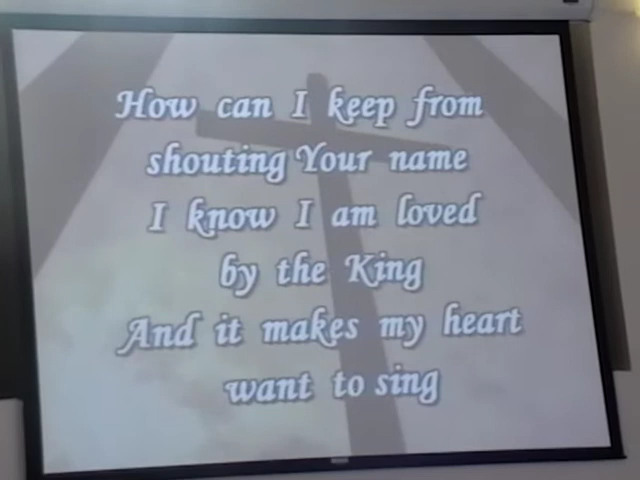 How can I keep from
shouting Your name
I know I am loved
by the King
And it makes my heart
want to sing